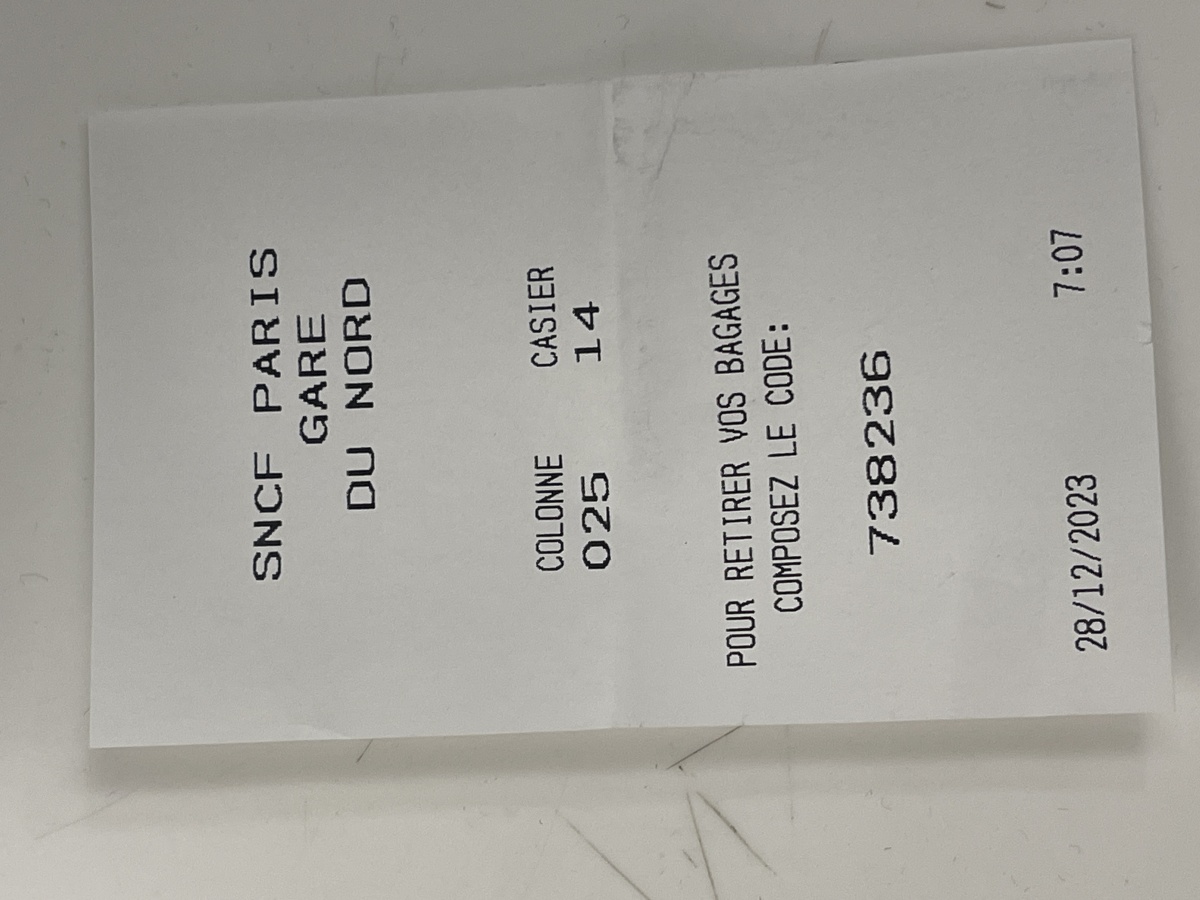 SNCF PARIS
GARE
DU NORD
COLONNE CASIER
025 14
POUR RETIRER VOS BAGAGES
COMPOSEZ LE CODE:
738236
28/12/2023 7:07